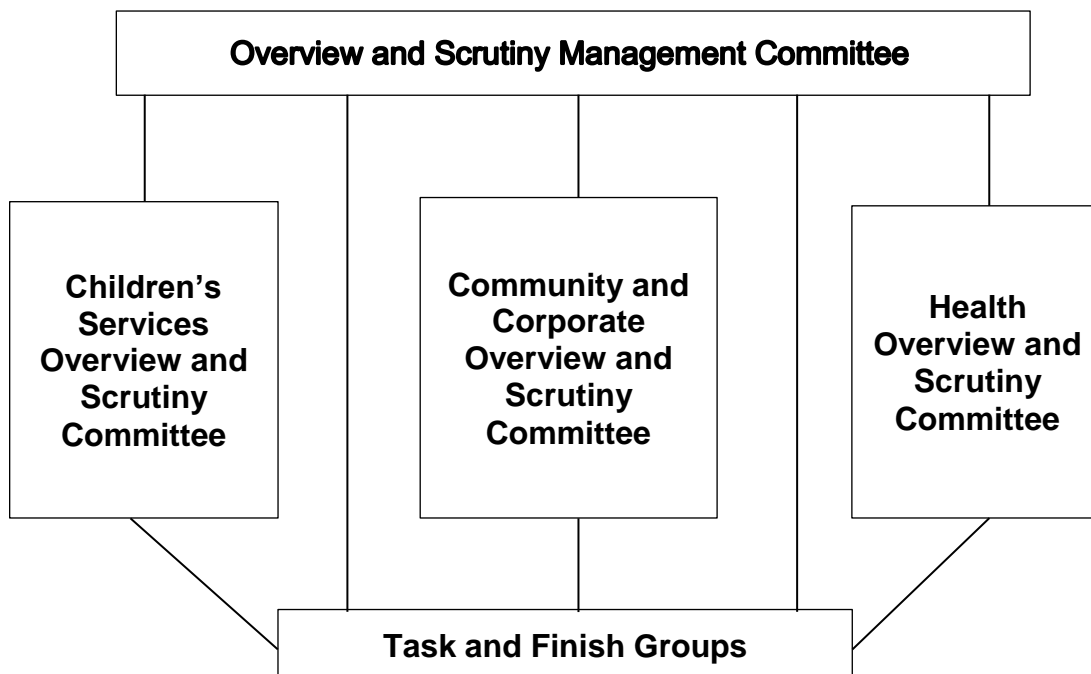 Overview and Scrutiny Management Committee
Children’s
Services
Overview and
Scrutiny
Committee
Community and
Corporate
Overview and
Scrutiny
Committee
Health
Overview and
Scrutiny
Committee
Task and Finish Groups